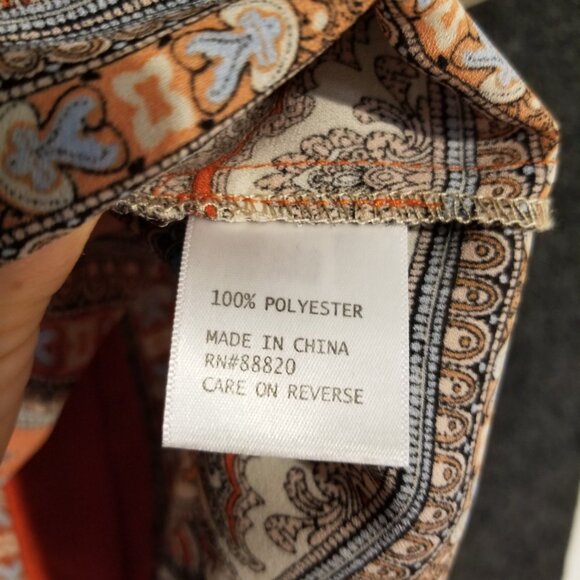 100% POLYESTER
MADE IN CHINA
RN#88820
CARE ON REVERSE